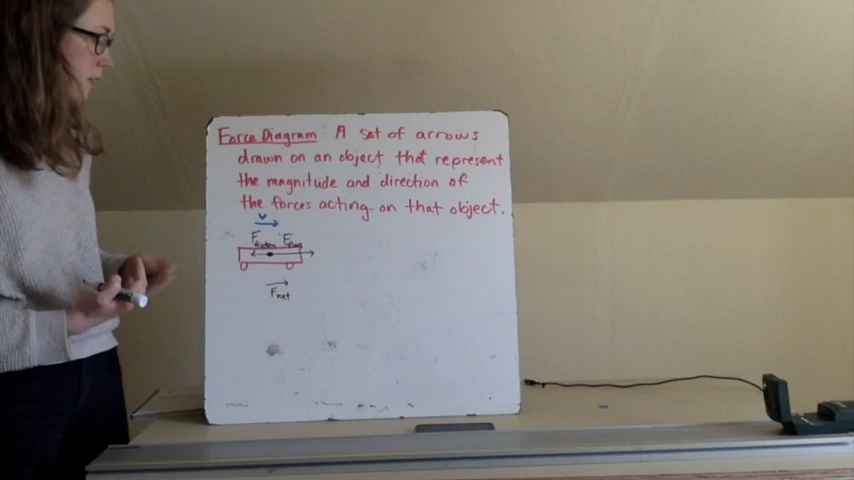 Force Diagram: A set of arrows
drawn on an object that represent
the magnitude and direction of
the forces acting on that object.
v
F F
Fnet